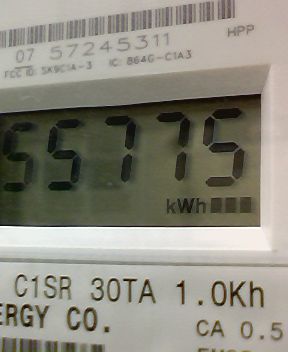 HPP
07 57245311
FCC ID: SK9C1A-3 IC: 864G-C1A3
55775
kWh
C1SR 30TA 1.0Kh
ERGY CO.
CA 0.5